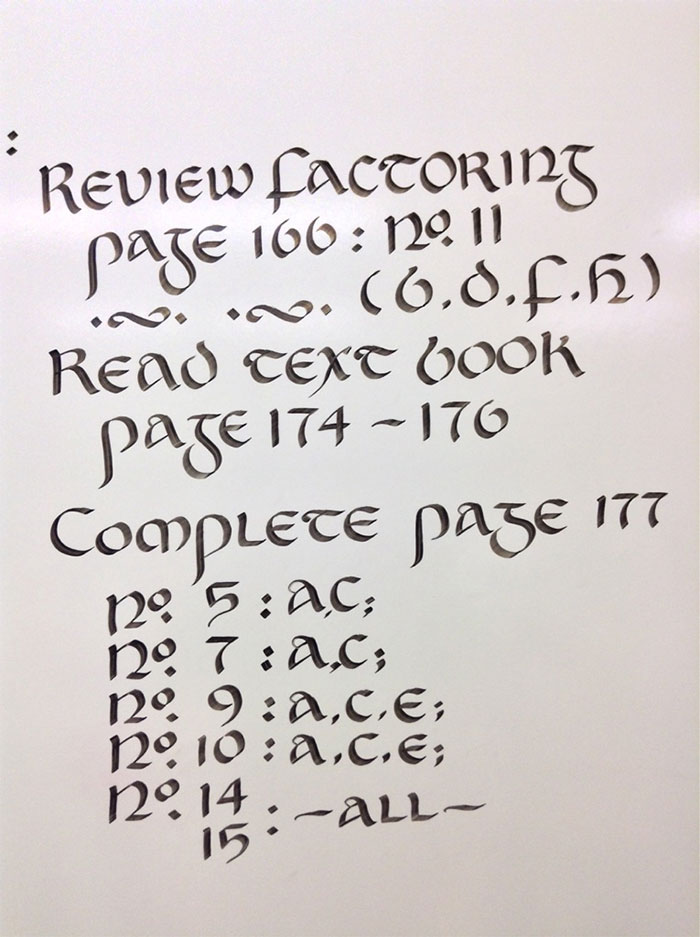 :
Review Factoring
page 166 : No. 11
.~. .~. (b.d.f.h)
Read text book
page 174 ~ 176
Complete page 177
No. 5 : a,c;
No. 7 : a,c;
No. 9 : a.c.e;
No. 10 : a.c.e;
No. 14
15 : ~all~